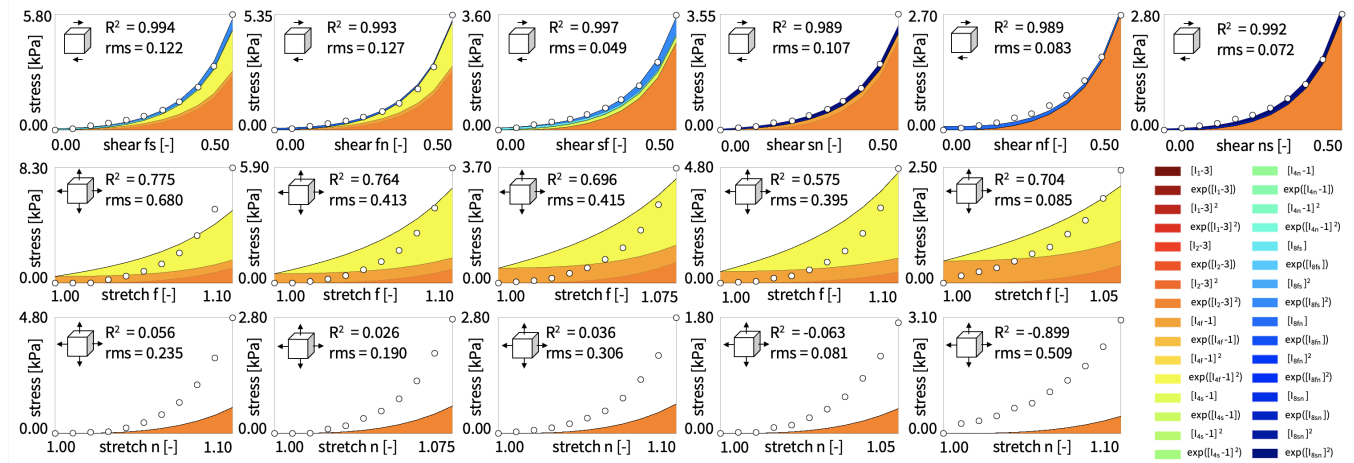 5.80
R² = 0.994
rms = 0.122
stress [kPa]
0.00
0.00 shear fs [-] 0.50
5.35
R² = 0.993
rms = 0.127
stress [kPa]
0.00
0.00 shear fn [-] 0.50
3.60
R² = 0.997
rms = 0.049
stress [kPa]
0.00
0.00 shear sf [-] 0.50
3.55
R² = 0.989
rms = 0.107
stress [kPa]
0.00
0.00 shear sn [-] 0.50
2.70
R² = 0.989
rms = 0.083
stress [kPa]
0.00
0.00 shear nf [-] 0.50
2.80
R² = 0.992
rms = 0.072
stress [kPa]
0.00
0.00 shear ns [-] 0.50
8.30
R² = 0.775
rms = 0.680
stress [kPa]
0.00
1.00 stretch f [-] 1.10
5.90
R² = 0.764
rms = 0.413
stress [kPa]
0.00
1.00 stretch f [-] 1.10
3.70
R² = 0.696
rms = 0.415
stress [kPa]
0.00
1.00 stretch f [-] 1.075
4.80
R² = 0.575
rms = 0.395
stress [kPa]
0.00
1.00 stretch f [-] 1.10
2.50
R² = 0.704
rms = 0.085
stress [kPa]
0.00
1.00 stretch f [-] 1.05
4.80
R² = 0.056
rms = 0.235
stress [kPa]
0.00
1.00 stretch n [-] 1.10
2.80
R² = 0.026
rms = 0.190
stress [kPa]
0.00
1.00 stretch n [-] 1.075
2.80
R² = 0.036
rms = 0.306
stress [kPa]
0.00
1.00 stretch n [-] 1.10
1.80
R² = -0.063
rms = 0.081
stress [kPa]
0.00
1.00 stretch n [-] 1.05
3.10
R² = -0.899
rms = 0.509
stress [kPa]
0.00
1.00 stretch n [-] 1.10
[I₁-3]
exp([I₁-3])
[I₁-3]²
exp([I₁-3]²)
[I₂-3]
exp([I₂-3])
[I₂-3]²
exp([I₂-3]²)
[I4f-1]
exp([I4f-1])
[I4f-1]²
exp([I4f-1]²)
[I4s-1]
exp([I4s-1])
[I4s-1]²
exp([I4s-1]²)
[I4n-1]
exp([I4n-1])
[I4n-1]²
exp([I4n-1]²)
[I8fs]
exp([I8fs])
[I8fs]²
exp([I8fs]²)
[I8fn]
exp([I8fn])
[I8fn]²
exp([I8fn]²)
[I8sn]
exp([I8sn])
[I8sn]²
exp([I8sn]²)